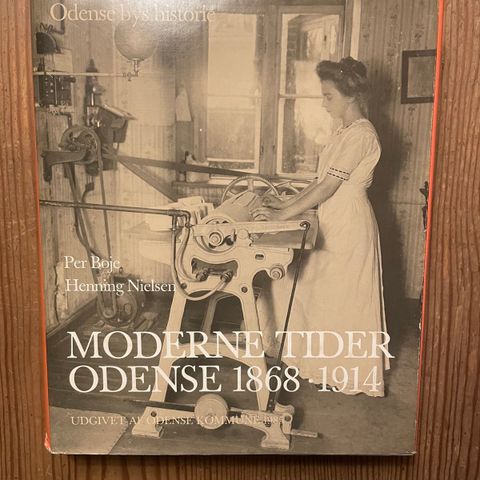 Odense bys historie
Per Boje
Henning Nielsen
MODERNE TIDER
ODENSE 1868-1914
UDGIVET AF ODENSE KOMMUNE